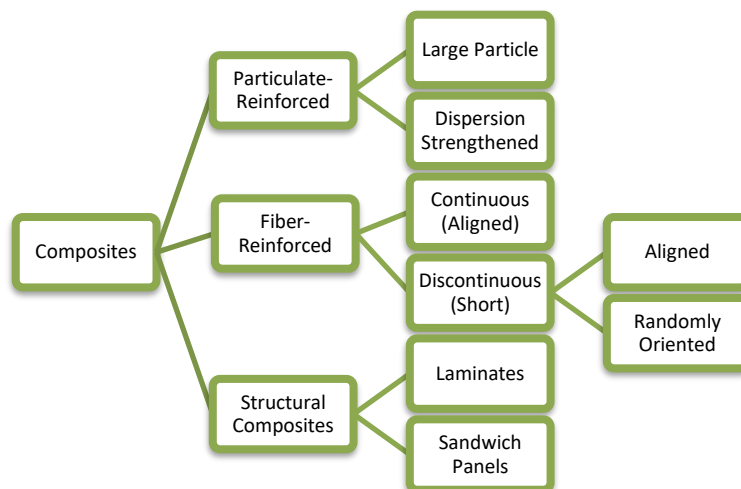 Composites
Particulate-
Reinforced
Large Particle
Dispersion
Strengthened
Fiber-
Reinforced
Continuous
(Aligned)
Discontinuous
(Short)
Aligned
Randomly
Oriented
Structural
Composites
Laminates
Sandwich
Panels